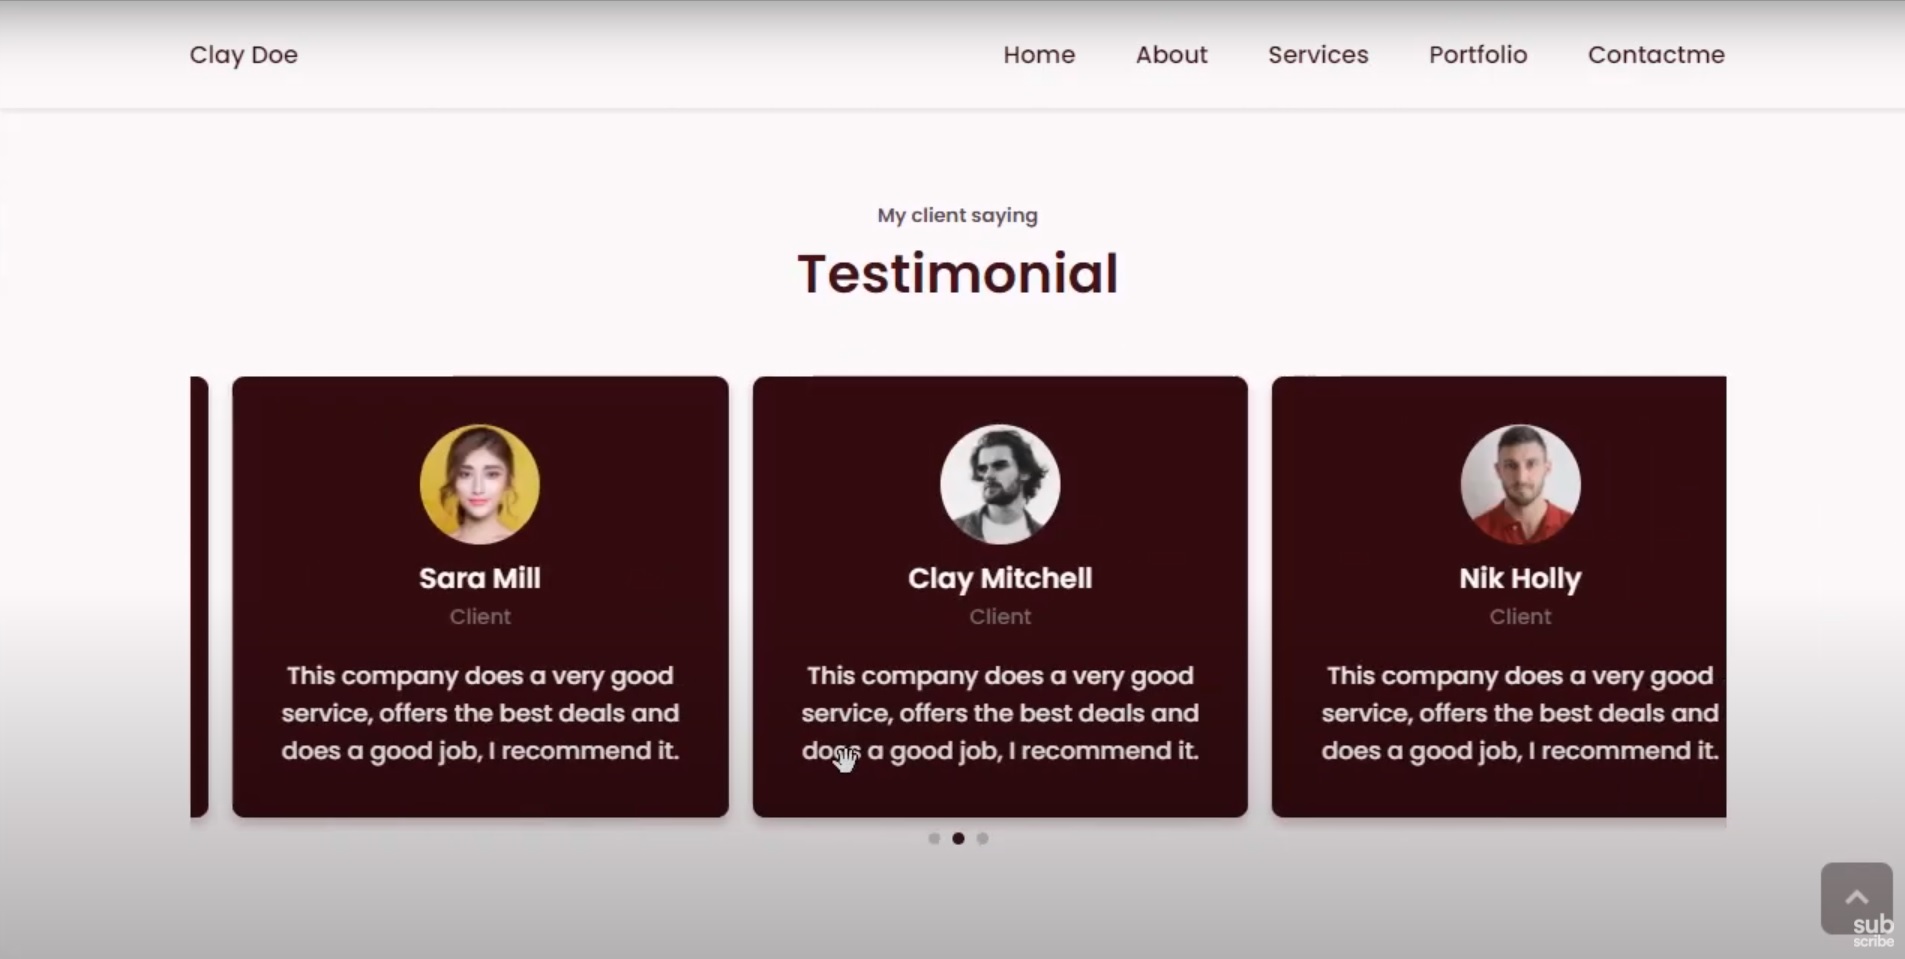 Clay Doe
Home About Services Portfolio Contactme
My client saying
Testimonial
Sara Mill
Client
This company does a very good
service, offers the best deals and
does a good job, I recommend it.
Clay Mitchell
Client
This company does a very good
service, offers the best deals and
does a good job, I recommend it.
Nik Holly
Client
This company does a very good
service, offers the best deals and
does a good job, I recommend it.
sub
scribe